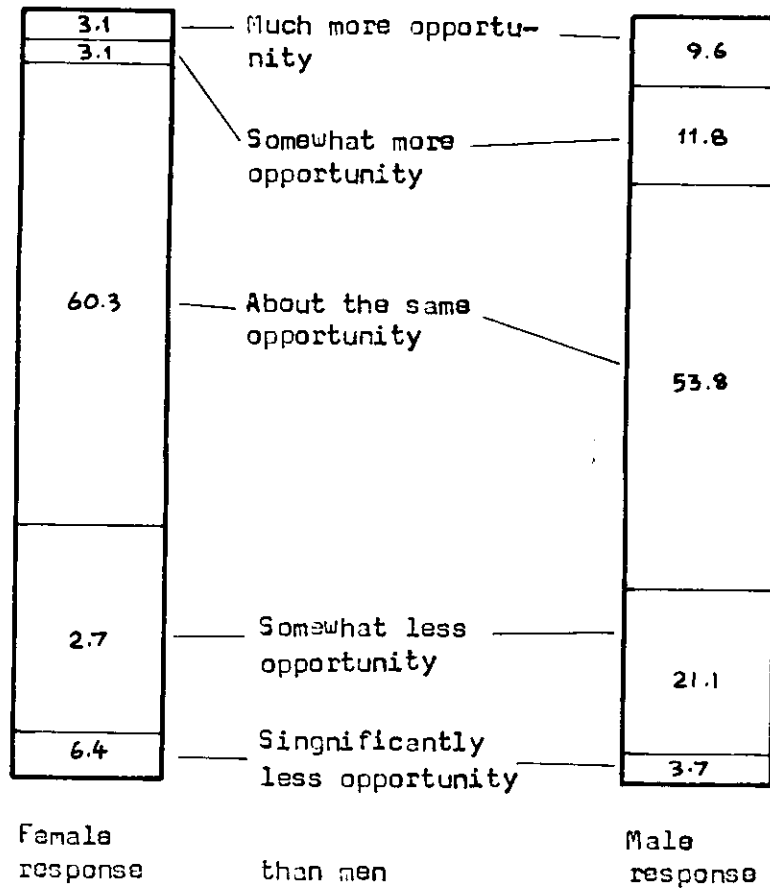 3.1
3.1
60.3
2.7
6.4
Much more opportu-
nity
Somewhat more
opportunity
About the same
opportunity
Somewhat less
opportunity
Singnificantly
less opportunity
9.6
11.8
53.8
21.1
3.7
Female
response
than men
Male
response